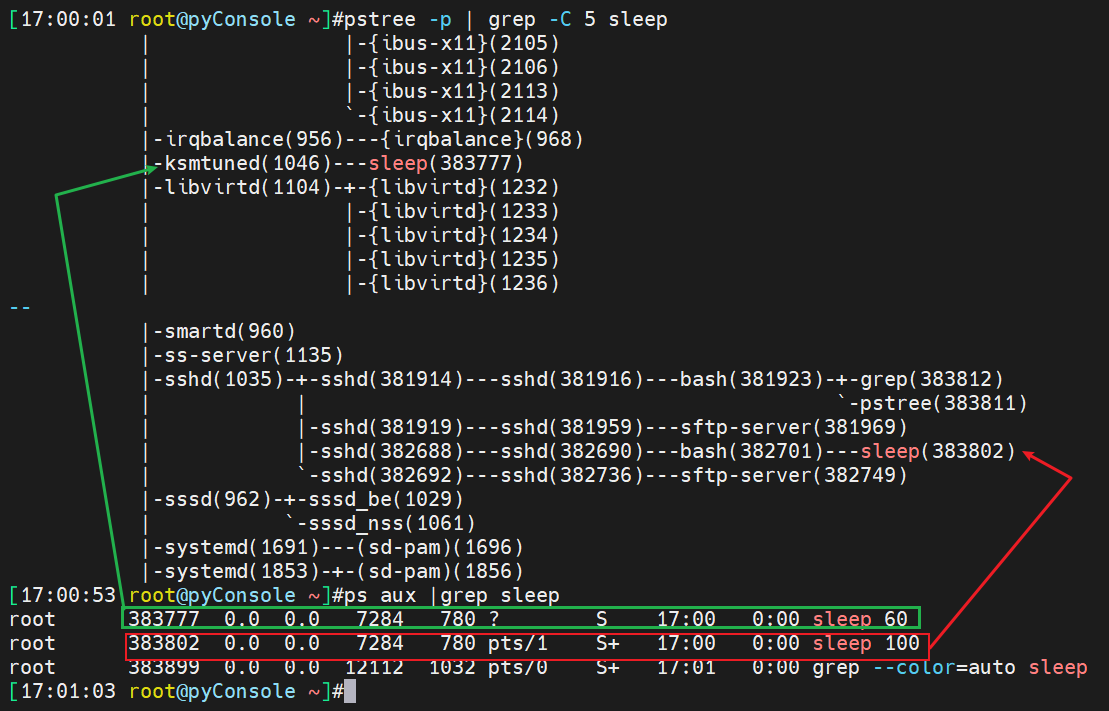 [17:00:01 root@pyConsole ~]#pstree -p | grep -C 5 sleep
           |                |-{ibus-x11}(2105)
           |                |-{ibus-x11}(2106)
           |                |-{ibus-x11}(2113)
           |                `-{ibus-x11}(2114)
           |-irqbalance(956)---{irqbalance}(968)
           |-ksmtuned(1046)---sleep(383777)
           |-libvirtd(1104)-+-{libvirtd}(1232)
           |                |-{libvirtd}(1233)
           |                |-{libvirtd}(1234)
           |                |-{libvirtd}(1235)
           |                |-{libvirtd}(1236)
--
           |-smartd(960)
           |-ss-server(1135)
           |-sshd(1035)-+-sshd(381914)---sshd(381916)---bash(381923)-+-grep(383812)
           |            |                                            `-pstree(383811)
           |            |-sshd(381919)---sshd(381959)---sftp-server(381969)
           |            |-sshd(382688)---sshd(382690)---bash(382701)---sleep(383802)
           |            `-sshd(382692)---sshd(382736)---sftp-server(382749)
           |-sssd(962)-+-sssd_be(1029)
           |           `-sssd_nss(1061)
           |-systemd(1691)---(sd-pam)(1696)
           |-systemd(1853)-+-(sd-pam)(1856)
[17:00:53 root@pyConsole ~]#ps aux |grep sleep
root      383777  0.0  0.0   7284   780 ?        S    17:00   0:00 sleep 60
root      383802  0.0  0.0   7284   780 pts/1    S+   17:00   0:00 sleep 100
root      383899  0.0  0.0  12112  1032 pts/0    S+   17:01   0:00 grep --color=auto sleep
[17:01:03 root@pyConsole ~]#